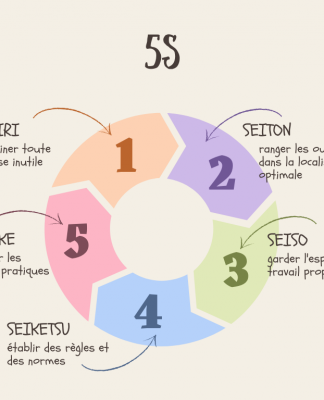 5S
1
IRI
iner toute
se inutile
2
SEITON
ranger les ou
dans la locali
optimale
3
SEISO
garder l'esp
travail prop
4
SEIKETSU
établir des règles et
des normes
5
KE
r les
pratiques